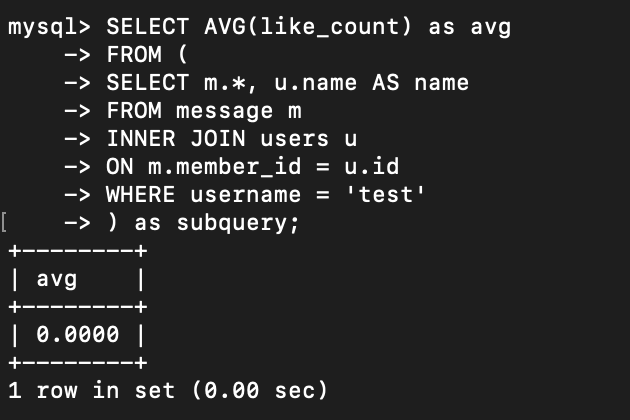 mysql> SELECT AVG(like_count) as avg
    -> FROM (
    -> SELECT m.*, u.name AS name
    -> FROM message m
    -> INNER JOIN users u
    -> ON m.member_id = u.id
    -> WHERE username = 'test'
[    -> ) as subquery;
+--------+
| avg    |
+--------+
| 0.0000 |
+--------+
1 row in set (0.00 sec)